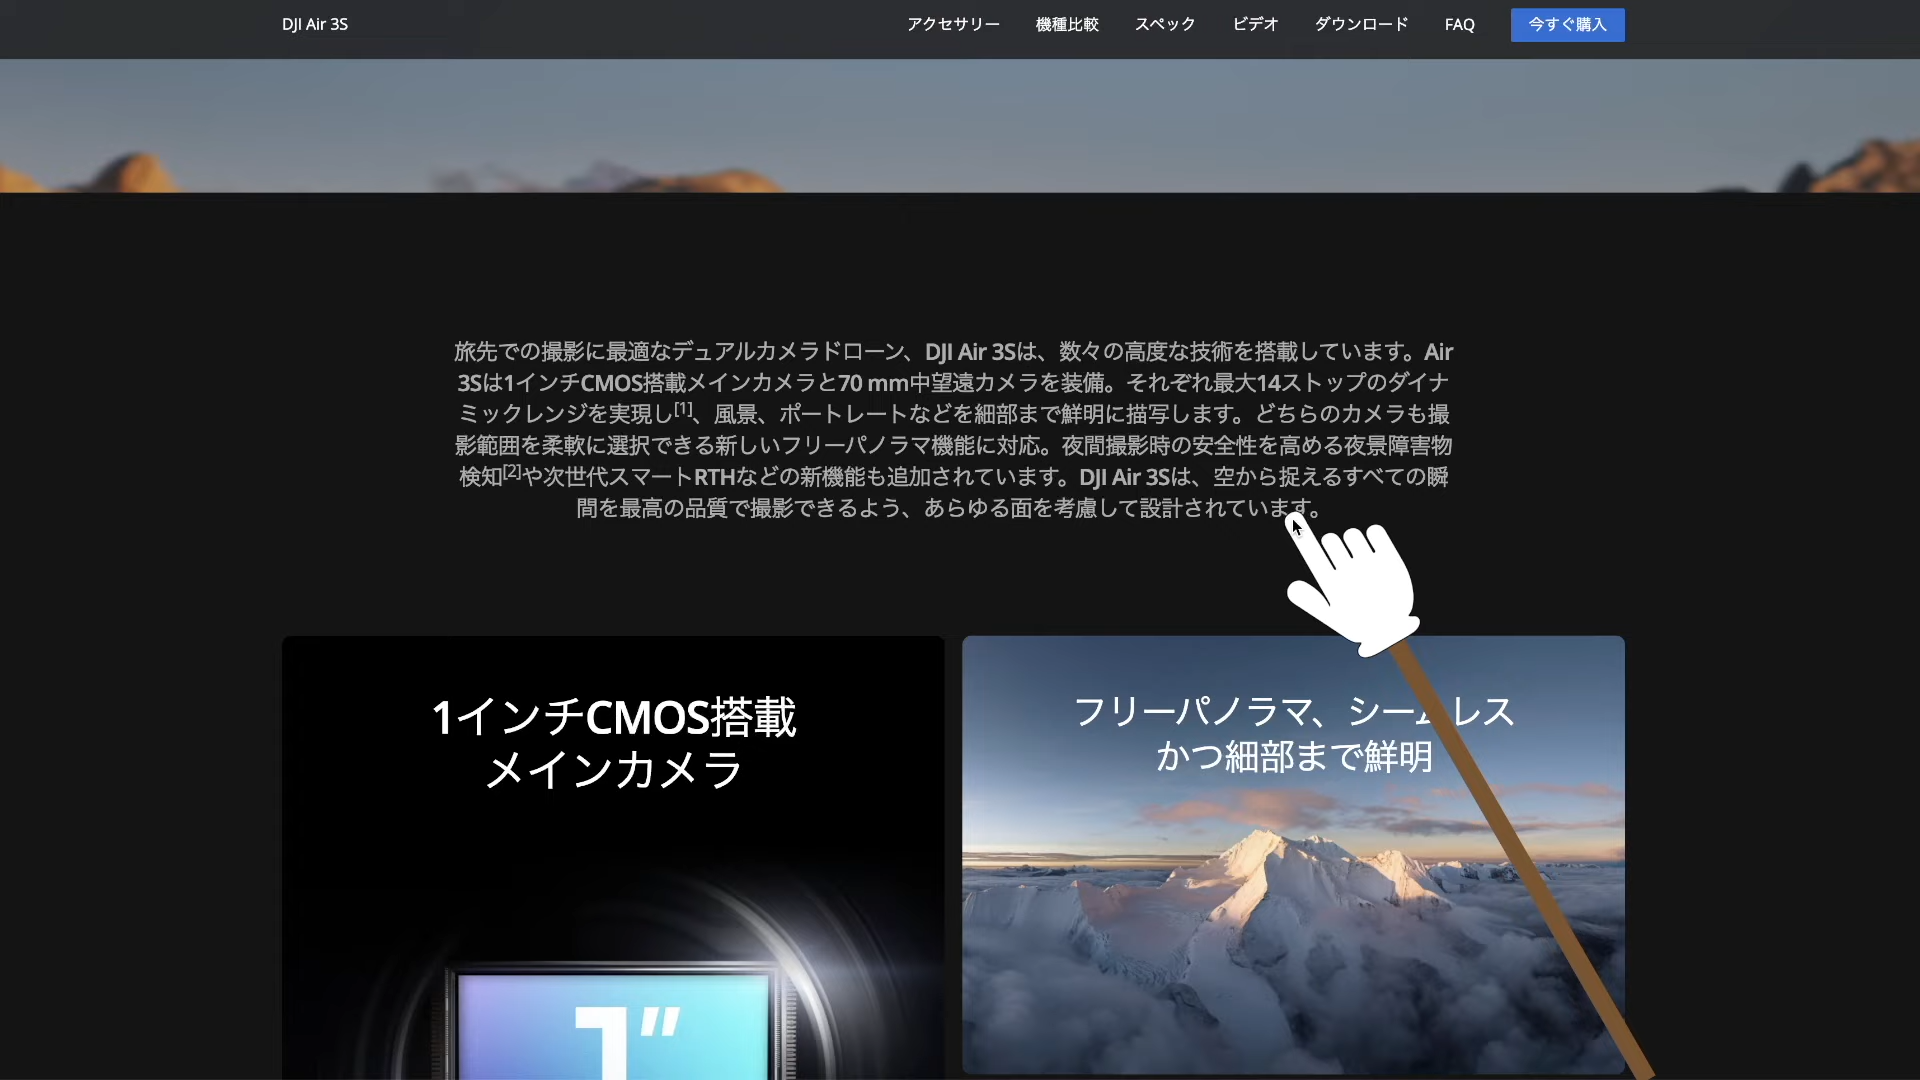 DJI Air 3S
アクセサリー 機種比較 スペック ビデオ ダウンロード FAQ 今すぐ購入
旅先での撮影に最適なデュアルカメラドローン、DJI Air 3Sは、数々の高度な技術を搭載しています。Air
3Sは1インチCMOS搭載メインカメラと70 mm中望遠カメラを装備。それぞれ最大14ストップのダイナ
ミックレンジを実現し[1]、風景、ポートレートなどを細部まで鮮明に描写します。どちらのカメラも撮
影範囲を柔軟に選択できる新しいフリーパノラマ機能に対応。夜間撮影時の安全性を高める夜景障害物
検知[2]や次世代スマートRTHなどの新機能も追加されています。DJI Air 3Sは、空から捉えるすべての瞬
間を最高の品質で撮影できるよう、あらゆる面を考慮して設計されています。
1インチCMOS搭載
メインカメラ
フリーパノラマ、シームレス
かつ細部まで鮮明
1"